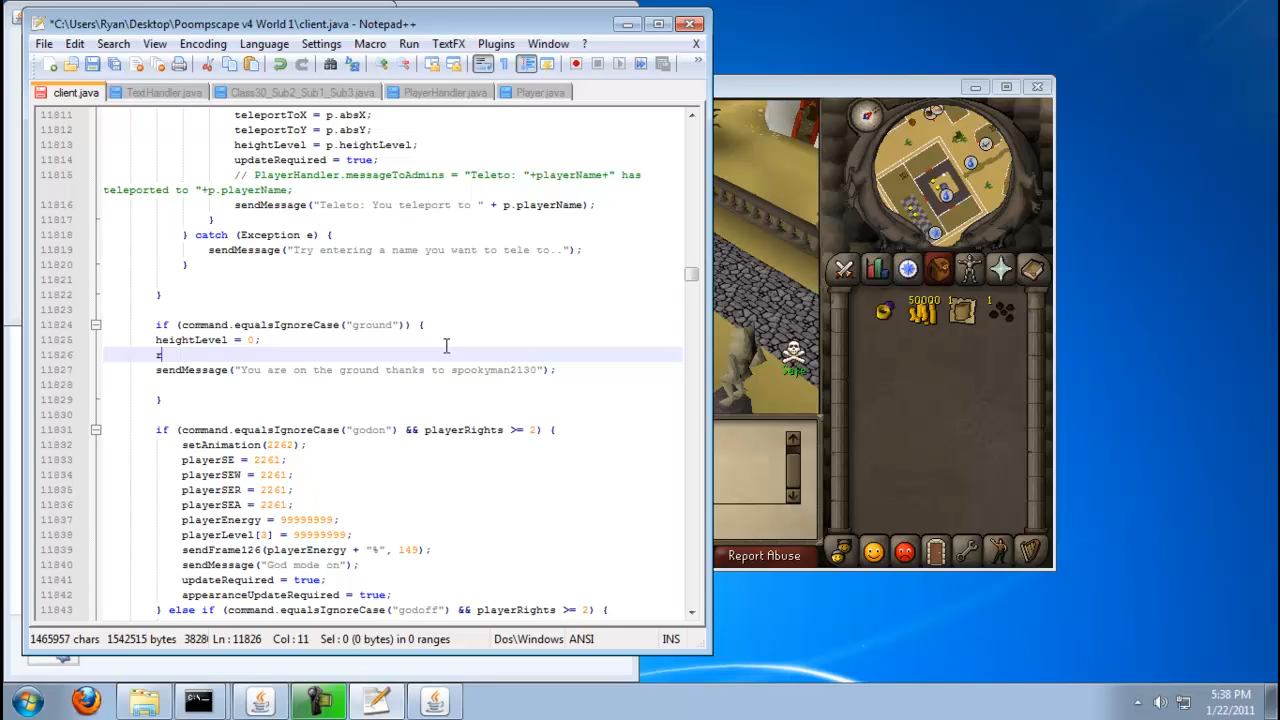 *C:\Users\Ryan\Desktop\Poompscape v4 World 1\client.java - Notepad++
File Edit Search View Encoding Language Settings Macro Run TextFX Plugins Window ? X
client.java TextHandler.java Class30_Sub2_Sub1_Sub3.java PlayerHandler.java Player.java
11811 teleportToX = p.absX;
11812 teleportToY = p.absY;
11813 heightLevel = p.heightLevel;
11814 updateRequired = true;
11815 // PlayerHandler.messageToAdmins = "Teleto: "+playerName+" has
teleported to "+p.playerName;
11816 sendMessage("Teleto: You teleport to " + p.playerName);
11817 }
11818 } catch (Exception e) {
11819 sendMessage("Try entering a name you want to tele to..");
11820 }
11821
11822 }
11823
11824 if (command.equalsIgnoreCase("ground")) {
11825 heightLevel = 0;
11826 r
11827 sendMessage("You are on the ground thanks to spookyman2130");
11828
11829 }
11830
11831 if (command.equalsIgnoreCase("godon") && playerRights >= 2) {
11832 setAnimation(2262);
11833 playerSE = 2261;
11834 playerSEW = 2261;
11835 playerSER = 2261;
11836 playerSEA = 2261;
11837 playerEnergy = 99999999;
11838 playerLevel[3] = 99999999;
11839 sendFrame126(playerEnergy + "%", 149);
11840 sendMessage("God mode on");
11841 updateRequired = true;
11842 appearanceUpdateRequired = true;
11843 } else if (command.equalsIgnoreCase("godoff") && playerRights >= 2) {
1465957 chars 1542515 bytes 3828 Ln : 11826 Col : 11 Sel : 0 (0 bytes) in 0 ranges Dos\Windows ANSI INS
50000 1 1
Safe
Report Abuse
5:38 PM
1/22/2011